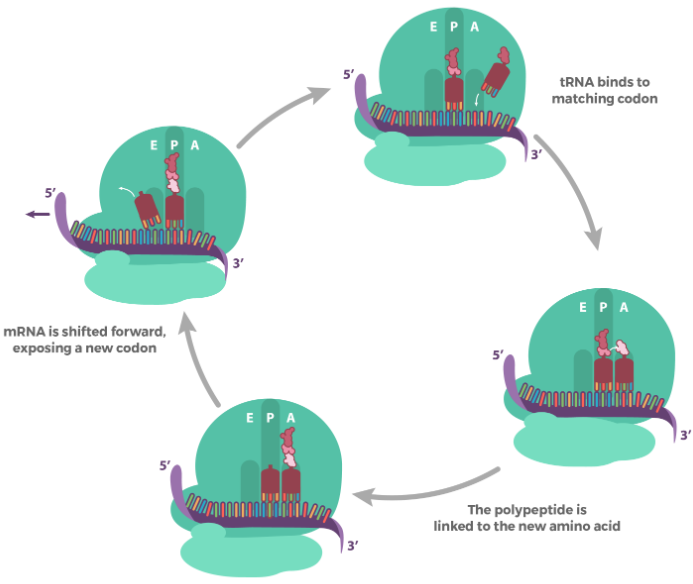 E P A
5'
tRNA binds to
matching codon
3'
E P A
5'
3'
E P A
5'
3'
mRNA is shifted forward,
exposing a new codon
E P A
5'
3'
The polypeptide is
linked to the new amino acid